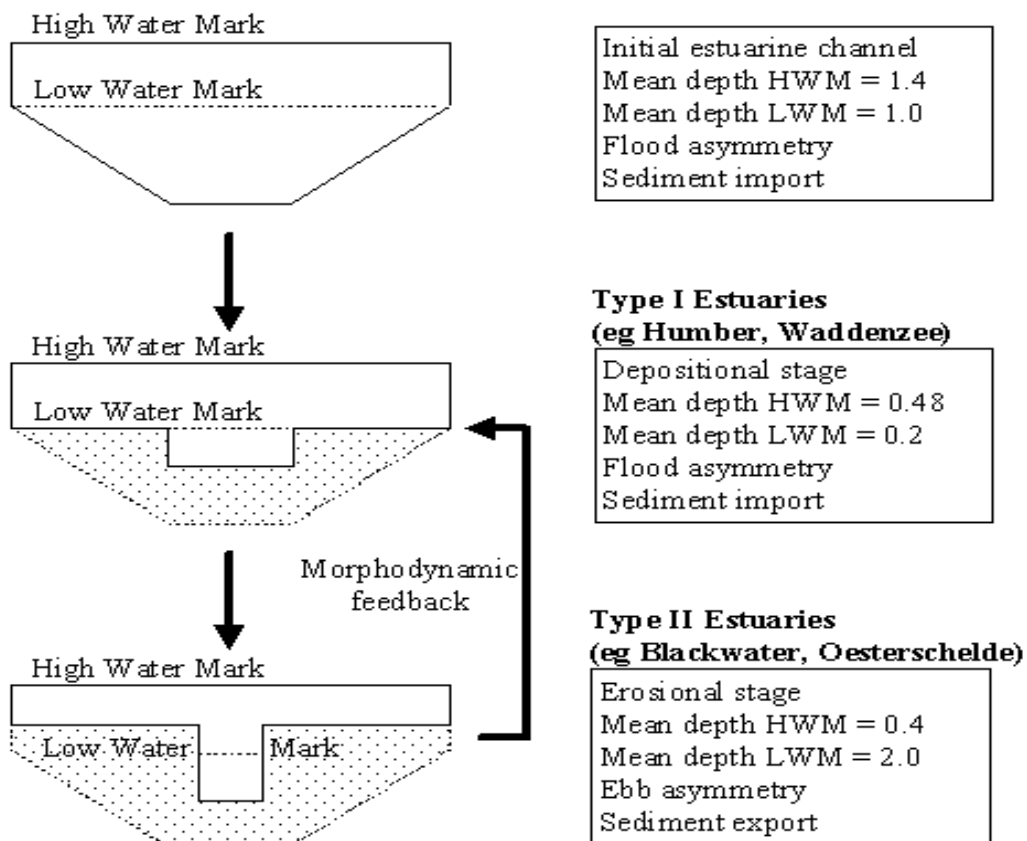 High Water Mark
Low Water Mark
Initial estuarine channel
Mean depth HWM = 1.4
Mean depth LWM = 1.0
Flood asymmetry
Sediment import
High Water Mark
Low Water Mark
Type I Estuaries
(eg Humber, Waddenzee)
Depositional stage
Mean depth HWM = 0.48
Mean depth LWM = 0.2
Flood asymmetry
Sediment import
Morphodynamic
feedback
High Water Mark
Low Water Mark
Type II Estuaries
(eg Blackwater, Oesterschelde)
Erosional stage
Mean depth HWM = 0.4
Mean depth LWM = 2.0
Ebb asymmetry
Sediment export